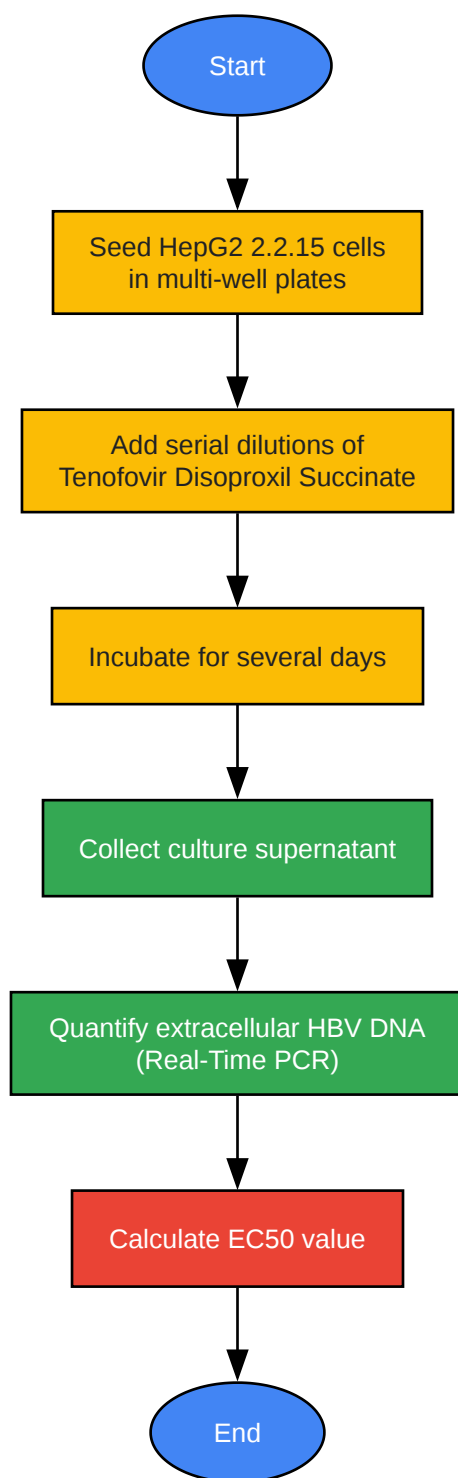 Start
Seed HepG2 2.2.15 cells
in multi-well plates
Add serial dilutions of
Tenofovir Disoproxil Succinate
Incubate for several days
Collect culture supernatant
Quantify extracellular HBV DNA
(Real-Time PCR)
Calculate EC50 value
End